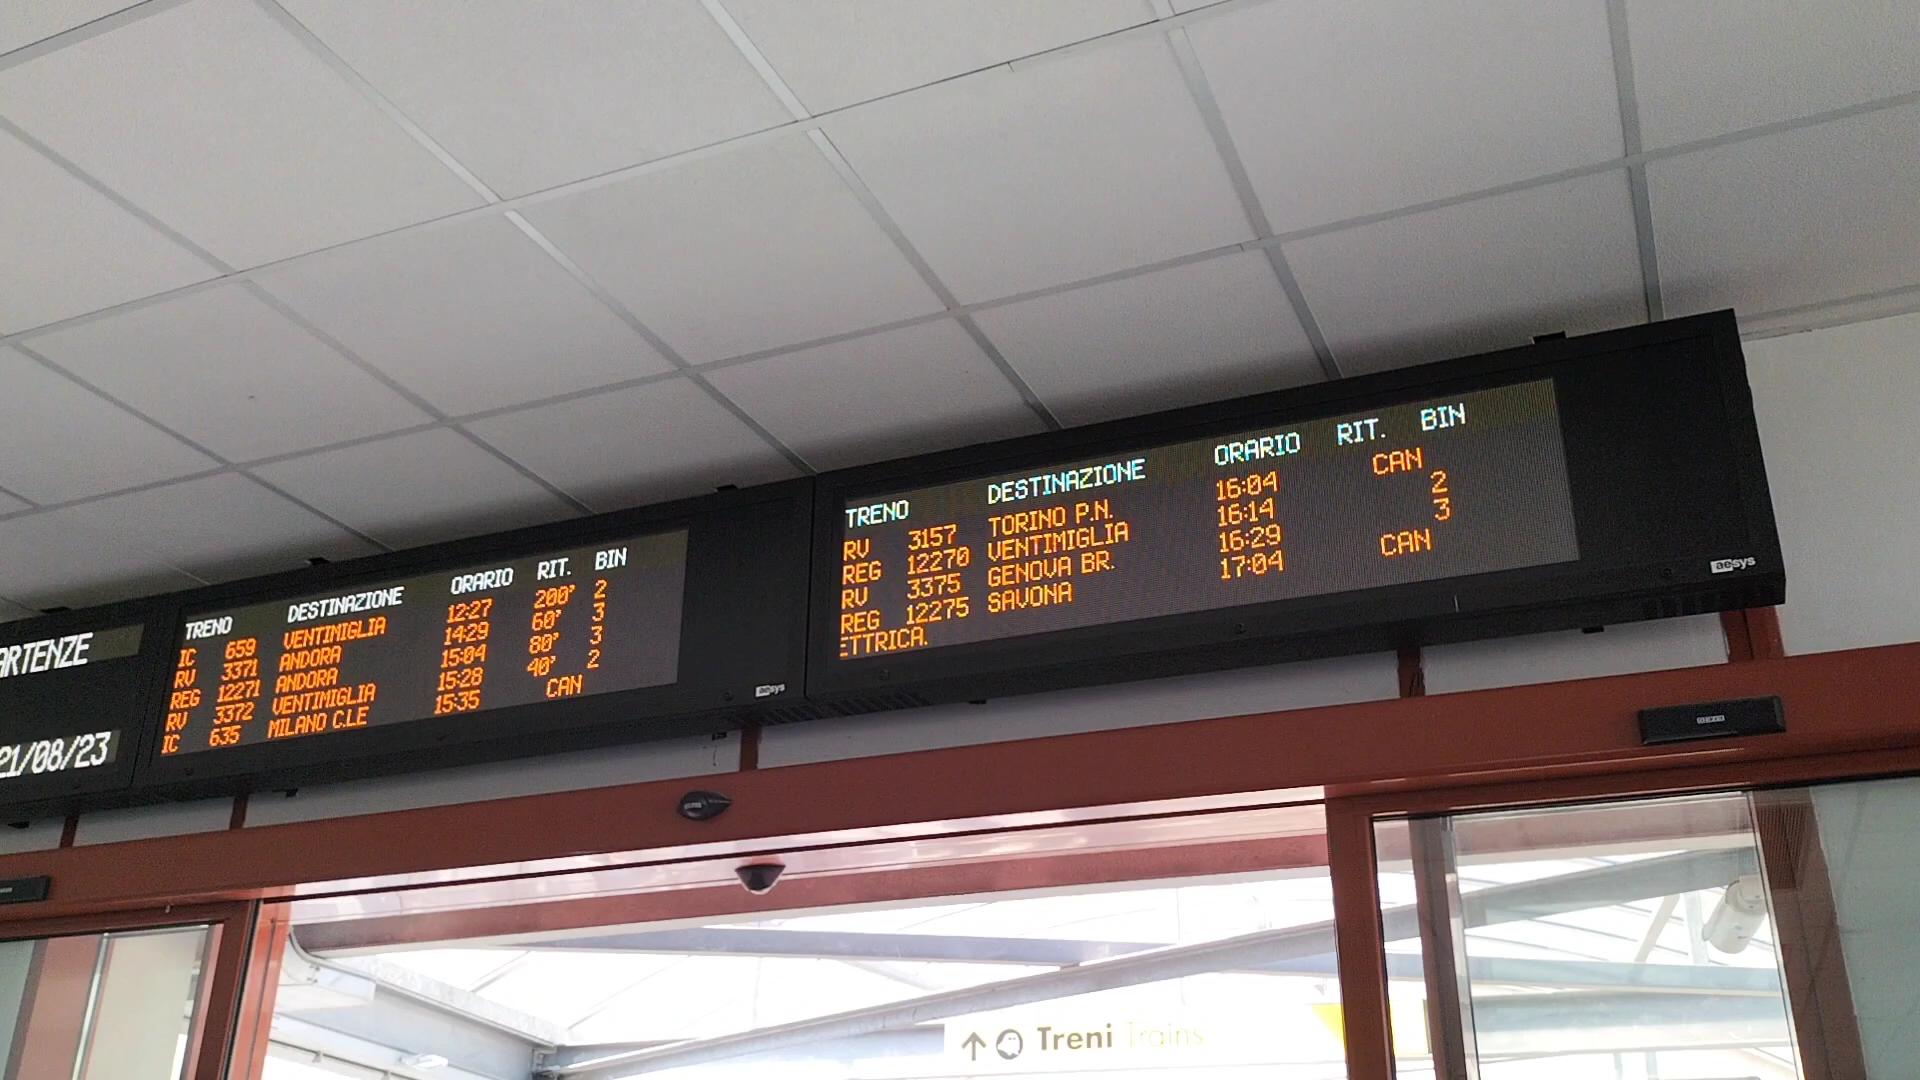 ARTENZE
21/08/23
TRENO DESTINAZIONE ORARIO RIT. BIN
IC 659 VENTIMIGLIA 12:27 200' 2
RV 3371 ANDORA 14:29 60' 3
REG 12271 ANDORA 15:04 80' 3
RV 3372 VENTIMIGLIA 15:28 40' 2
IC 635 MILANO C.LE 15:35 CAN
aesys
TRENO DESTINAZIONE ORARIO RIT. BIN
RV 3157 TORINO P.N. 16:04 CAN
REG 12270 VENTIMIGLIA 16:14 2
RV 3375 GENOVA BR. 16:29 3
REG 12275 SAVONA 17:04 CAN
ETTRICA.
aesys
Treni Trains